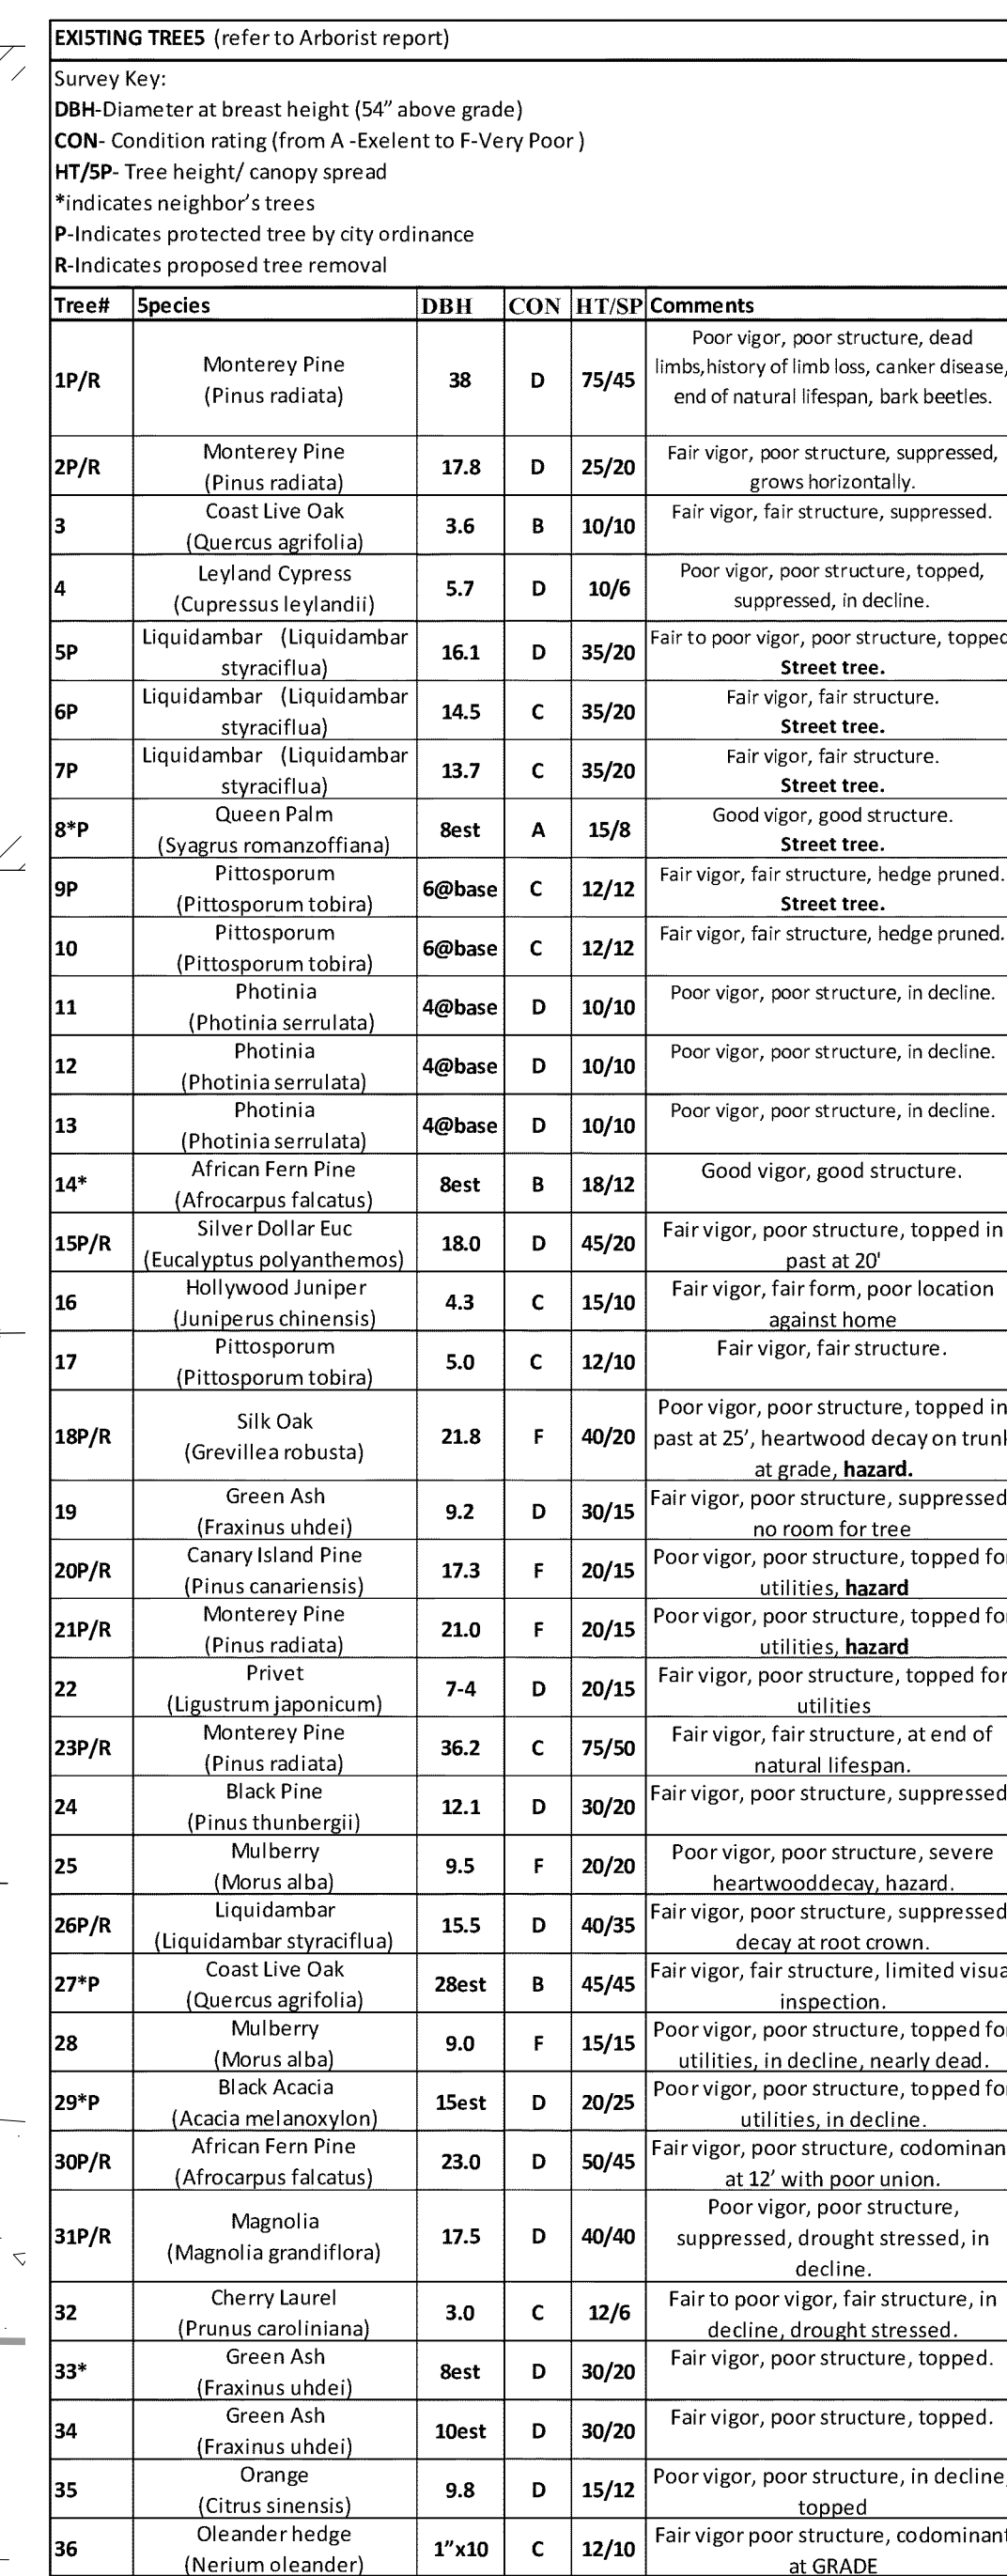 EXI5TING TREE5 (refer to Arborist report)
Survey Key:
DBH-Diameter at breast height (54” above grade)
CON- Condition rating (from A -Exelent to F-Very Poor )
HT/5P- Tree height/ canopy spread
*indicates neighbor’s trees
P-Indicates protected tree by city ordinance
R-Indicates proposed tree removal
Tree# 5pecies DBH CON HT/SP Comments
Poor vigor, poor structure, dead
1P/R Monterey Pine 38 D 75/45 limbs,history of limb loss, canker disease,
(Pinus radiata) end of natural lifespan, bark beetles.
2P/R Monterey Pine 17.8 D 25/20 Fair vigor, poor structure, suppressed,
(Pinus radiata) grows horizontally.
3 Coast Live Oak 3.6 B 10/10 Fair vigor, fair structure, suppressed.
(Quercus agrifolia)
4 Leyland Cypress 5.7 D 10/6 Poor vigor, poor structure, topped,
(Cupressus leylandii) suppressed, in decline.
5P Liquidambar (Liquidambar 16.1 D 35/20 Fair to poor vigor, poor structure, topped
styraciflua) Street tree.
6P Liquidambar (Liquidambar 14.5 C 35/20 Fair vigor, fair structure.
styraciflua) Street tree.
7P Liquidambar (Liquidambar 13.7 C 35/20 Fair vigor, fair structure.
styraciflua) Street tree.
8*P Queen Palm 8est A 15/8 Good vigor, good structure.
(Syagrus romanzoffiana) Street tree.
9P Pittosporum 6@base C 12/12 Fair vigor, fair structure, hedge pruned.
(Pittosporum tobira) Street tree.
10 Pittosporum 6@base C 12/12 Fair vigor, fair structure, hedge pruned.
(Pittosporum tobira)
11 Photinia 4@base D 10/10 Poor vigor, poor structure, in decline.
(Photinia serrulata)
12 Photinia 4@base D 10/10 Poor vigor, poor structure, in decline.
(Photinia serrulata)
13 Photinia 4@base D 10/10 Poor vigor, poor structure, in decline.
(Photinia serrulata)
14* African Fern Pine 8est B 18/12 Good vigor, good structure.
(Afrocarpus falcatus)
15P/R Silver Dollar Euc 18.0 D 45/20 Fair vigor, poor structure, topped in
(Eucalyptus polyanthemos) past at 20'
16 Hollywood Juniper 4.3 C 15/10 Fair vigor, fair form, poor location
(Juniperus chinensis) against home
17 Pittosporum 5.0 C 12/10 Fair vigor, fair structure.
(Pittosporum tobira)
Poor vigor, poor structure, topped in
18P/R Silk Oak 21.8 F 40/20 past at 25’, heartwood decay on trunk
(Grevillea robusta) at grade, hazard.
19 Green Ash 9.2 D 30/15 Fair vigor, poor structure, suppressed
(Fraxinus uhdei) no room for tree
20P/R Canary Island Pine 17.3 F 20/15 Poor vigor, poor structure, topped for
(Pinus canariensis) utilities, hazard
21P/R Monterey Pine 21.0 F 20/15 Poor vigor, poor structure, topped for
(Pinus radiata) utilities, hazard
22 Privet 7-4 D 20/15 Fair vigor, poor structure, topped for
(Ligustrum japonicum) utilities
23P/R Monterey Pine 36.2 C 75/50 Fair vigor, fair structure, at end of
(Pinus radiata) natural lifespan.
24 Black Pine 12.1 D 30/20 Fair vigor, poor structure, suppressed
(Pinus thunbergii)
25 Mulberry 9.5 F 20/20 Poor vigor, poor structure, severe
(Morus alba) heartwooddecay, hazard.
26P/R Liquidambar 15.5 D 40/35 Fair vigor, poor structure, suppressed
(Liquidambar styraciflua) decay at root crown.
27*P Coast Live Oak 28est B 45/45 Fair vigor, fair structure, limited visua
(Quercus agrifolia) inspection.
28 Mulberry 9.0 F 15/15 Poor vigor, poor structure, topped for
(Morus alba) utilities, in decline, nearly dead.
29*P Black Acacia 15est D 20/25 Poor vigor, poor structure, topped for
(Acacia melanoxylon) utilities, in decline.
30P/R African Fern Pine 23.0 D 50/45 Fair vigor, poor structure, codominan
(Afrocarpus falcatus) at 12’ with poor union.
Poor vigor, poor structure,
31P/R Magnolia 17.5 D 40/40 suppressed, drought stressed, in
(Magnolia grandiflora) decline.
32 Cherry Laurel 3.0 C 12/6 Fair to poor vigor, fair structure, in
(Prunus caroliniana) decline, drought stressed.
33* Green Ash 8est D 30/20 Fair vigor, poor structure, topped.
(Fraxinus uhdei)
34 Green Ash 10est D 30/20 Fair vigor, poor structure, topped.
(Fraxinus uhdei)
35 Orange 9.8 D 15/12 Poor vigor, poor structure, in decline,
(Citrus sinensis) topped
36 Oleander hedge 1”x10 C 12/10 Fair vigor poor structure, codominant
(Nerium oleander) at GRADE